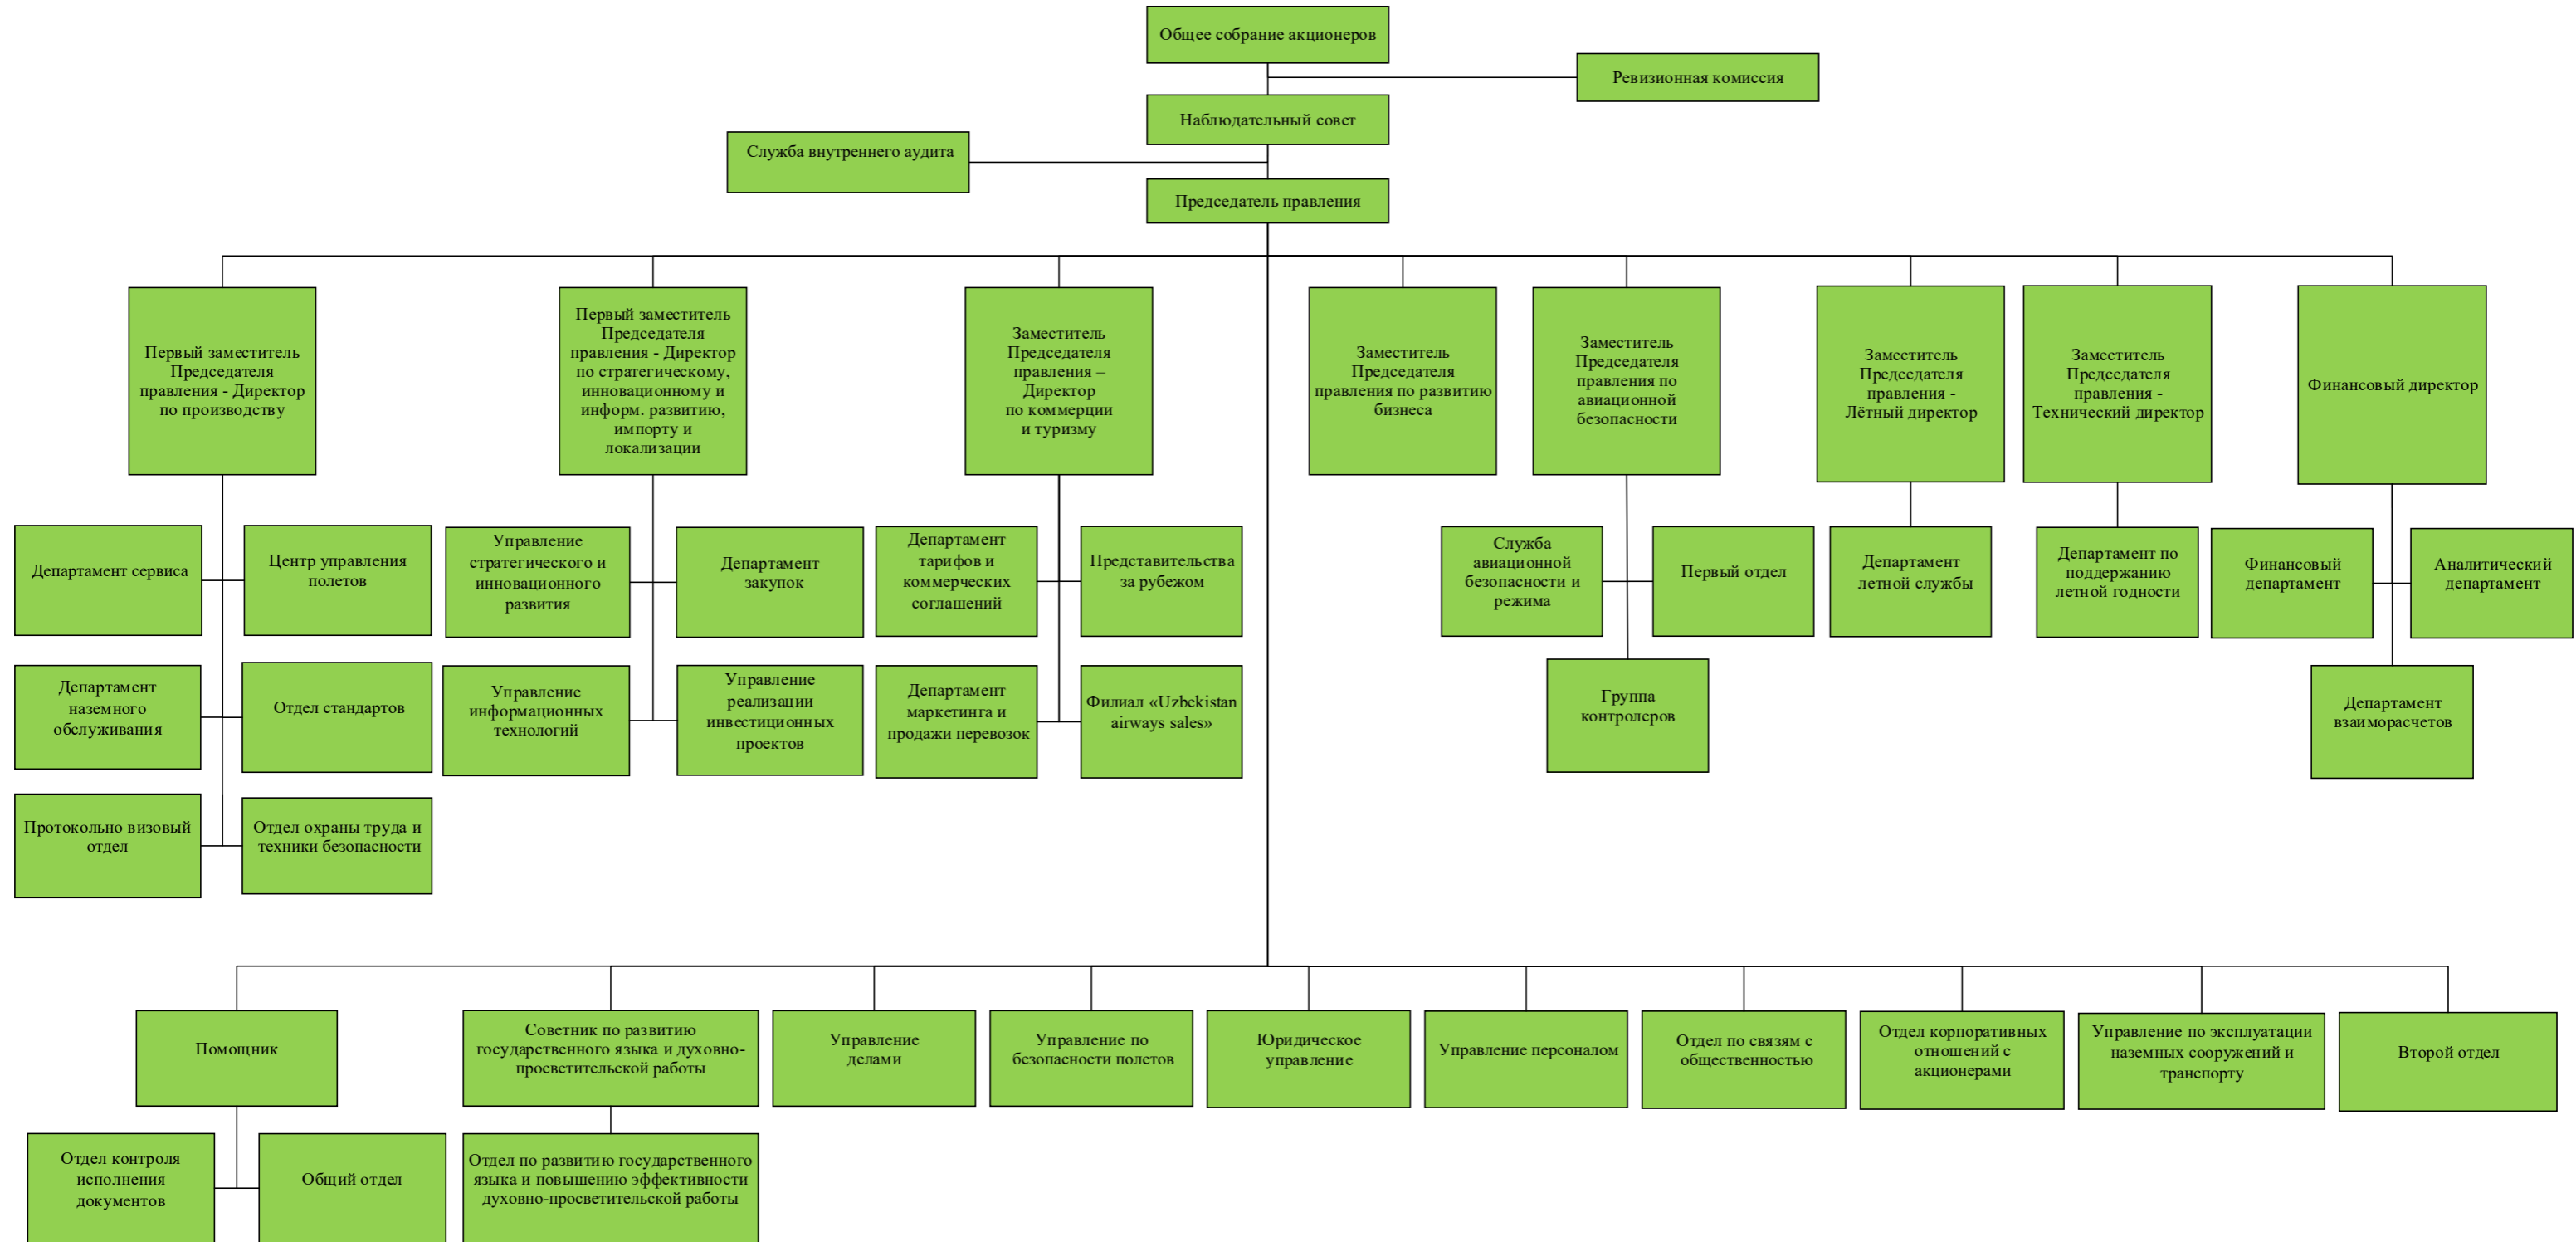 Общее собрание акционеров
Ревизионная комиссия
Наблюдательный совет
Служба внутреннего аудита
Председатель правления
Первый заместитель
Председателя
правления - Директор
по производству
Первый заместитель
Председателя
правления - Директор
по стратегическому,
инновационному и
информ. развитию,
импорту и
локализации
Заместитель
Председателя
правления –
Директор
по коммерции
и туризму
Заместитель
Председателя
правления по развитию
бизнеса
Заместитель
Председателя
правления по
авиационной
безопасности
Заместитель
Председателя
правления -
Лётный директор
Заместитель
Председателя
правления -
Технический директор
Финансовый директор
Департамент сервиса
Центр управления
полетов
Управление
стратегического и
инновационного
развития
Департамент
закупок
Департамент
тарифов и
коммерческих
соглашений
Представительства
за рубежом
Служба
авиационной
безопасности и
режима
Первый отдел
Департамент
летной службы
Департамент по
поддержанию
летной годности
Финансовый
департамент
Аналитический
департамент
Департамент
наземного
обслуживания
Отдел стандартов
Управление
информационных
технологий
Управление
реализации
инвестиционных
проектов
Департамент
маркетинга и
продажи перевозок
Филиал «Uzbekistan
airways sales»
Группа
контролеров
Департамент
взаиморасчетов
Протокольно визовый
отдел
Отдел охраны труда и
техники безопасности
Помощник
Советник по развитию
государственного языка и духовно-
просветительской работы
Управление
делами
Управление по
безопасности полетов
Юридическое
управление
Управление персоналом
Отдел по связям с
общественностью
Отдел корпоративных
отношений с
акционерами
Управление по эксплуатации
наземных сооружений и
транспорту
Второй отдел
Отдел контроля
исполнения
документов
Общий отдел
Отдел по развитию государственного
языка и повышению эффективности
духовно-просветительской работы